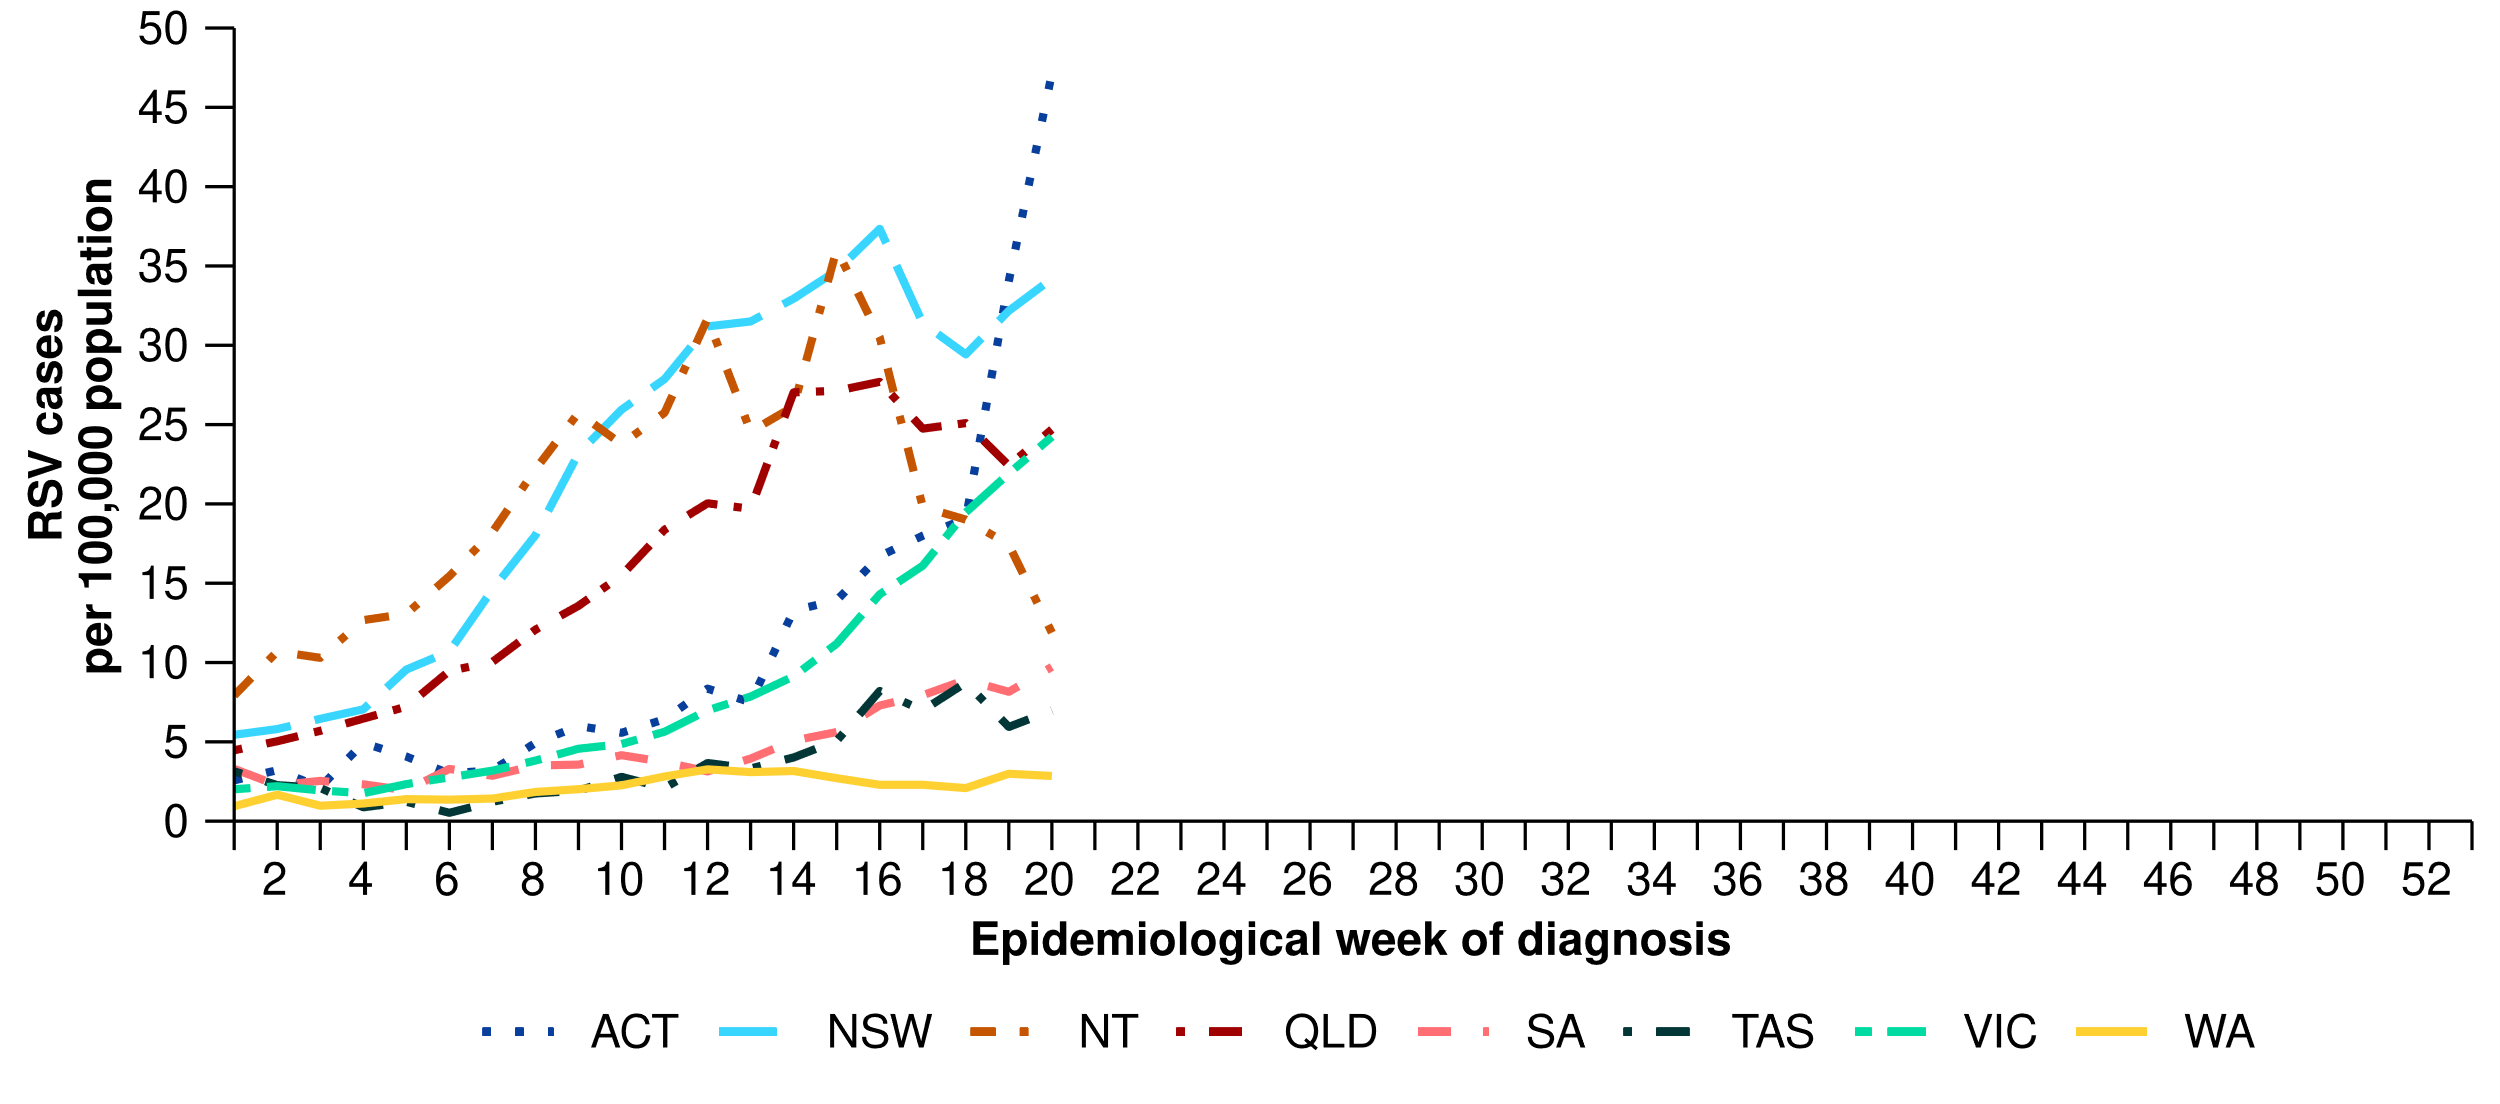 50
45
40
35
30
25
20
15
10
5
0
RSV cases
per 100,000 population
2 4 6 8 10 12 14 16 18 20 22 24 26 28 30 32 34 36 38 40 42 44 46 48 50 52
Epidemiological week of diagnosis
ACT NSW NT QLD SA TAS VIC WA